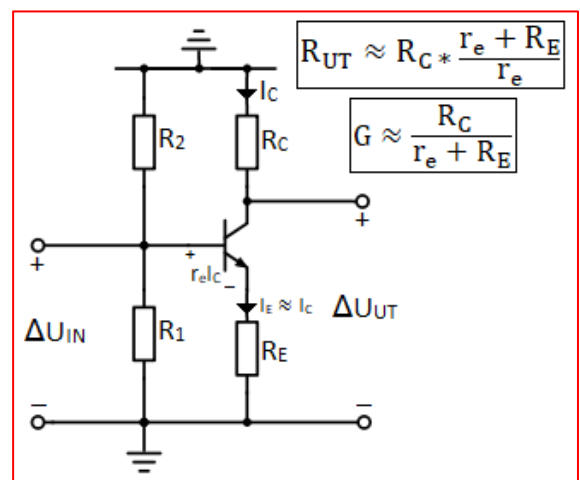 R_UT ≈ R_C * (r_e + R_E) / r_e
I_C
R_2
R_C
G ≈ R_C / (r_e + R_E)
+
+
+
r_eI_C
−
I_E ≈ I_C
ΔU_IN
R_1
R_E
ΔU_UT
−
−